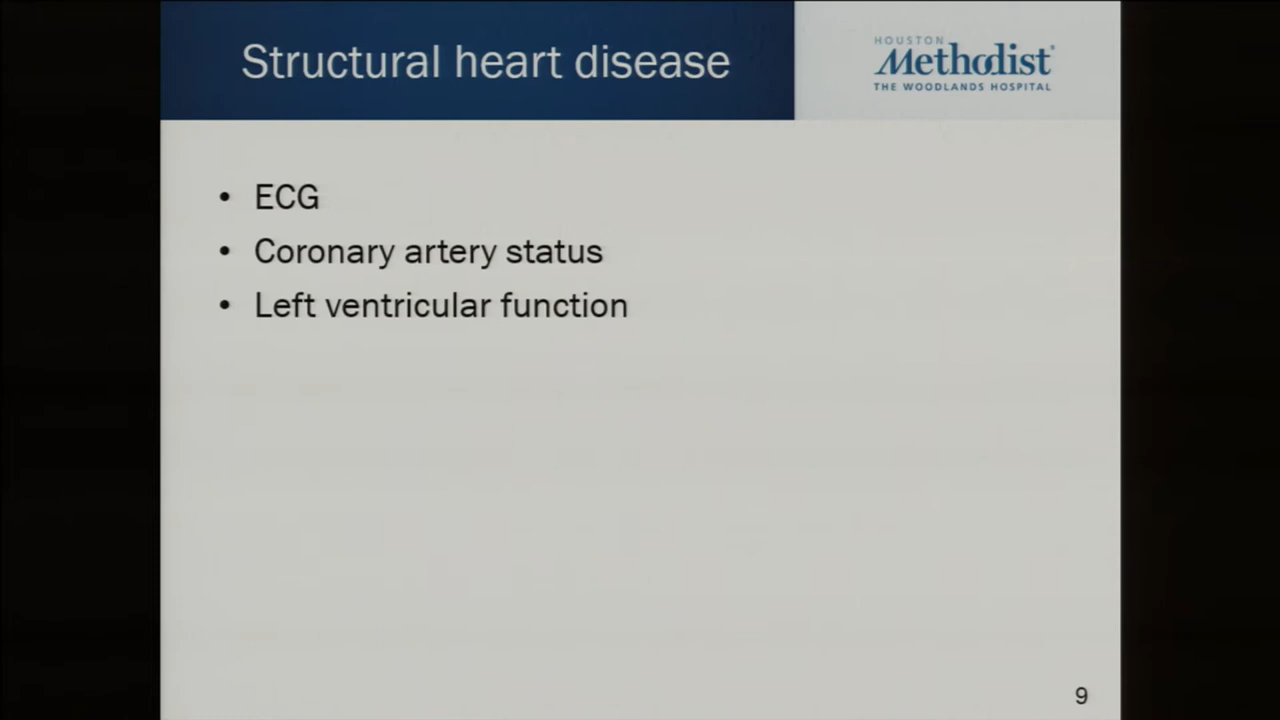 Structural heart disease
HOUSTON
Methodist®
THE WOODLANDS HOSPITAL
• ECG
• Coronary artery status
• Left ventricular function
9